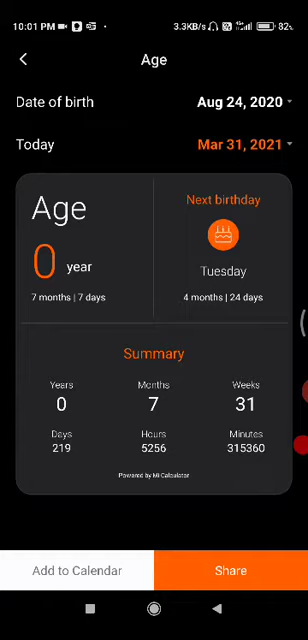 10:01 PM 3.3KB/s 82%
Age
Date of birth Aug 24, 2020
Today Mar 31, 2021
Age
0 year
7 months | 7 days
Next birthday
Tuesday
4 months | 24 days
Summary
Years Months Weeks
0 7 31
Days Hours Minutes
219 5256 315360
Powered by Mi Calculator
Add to Calendar Share